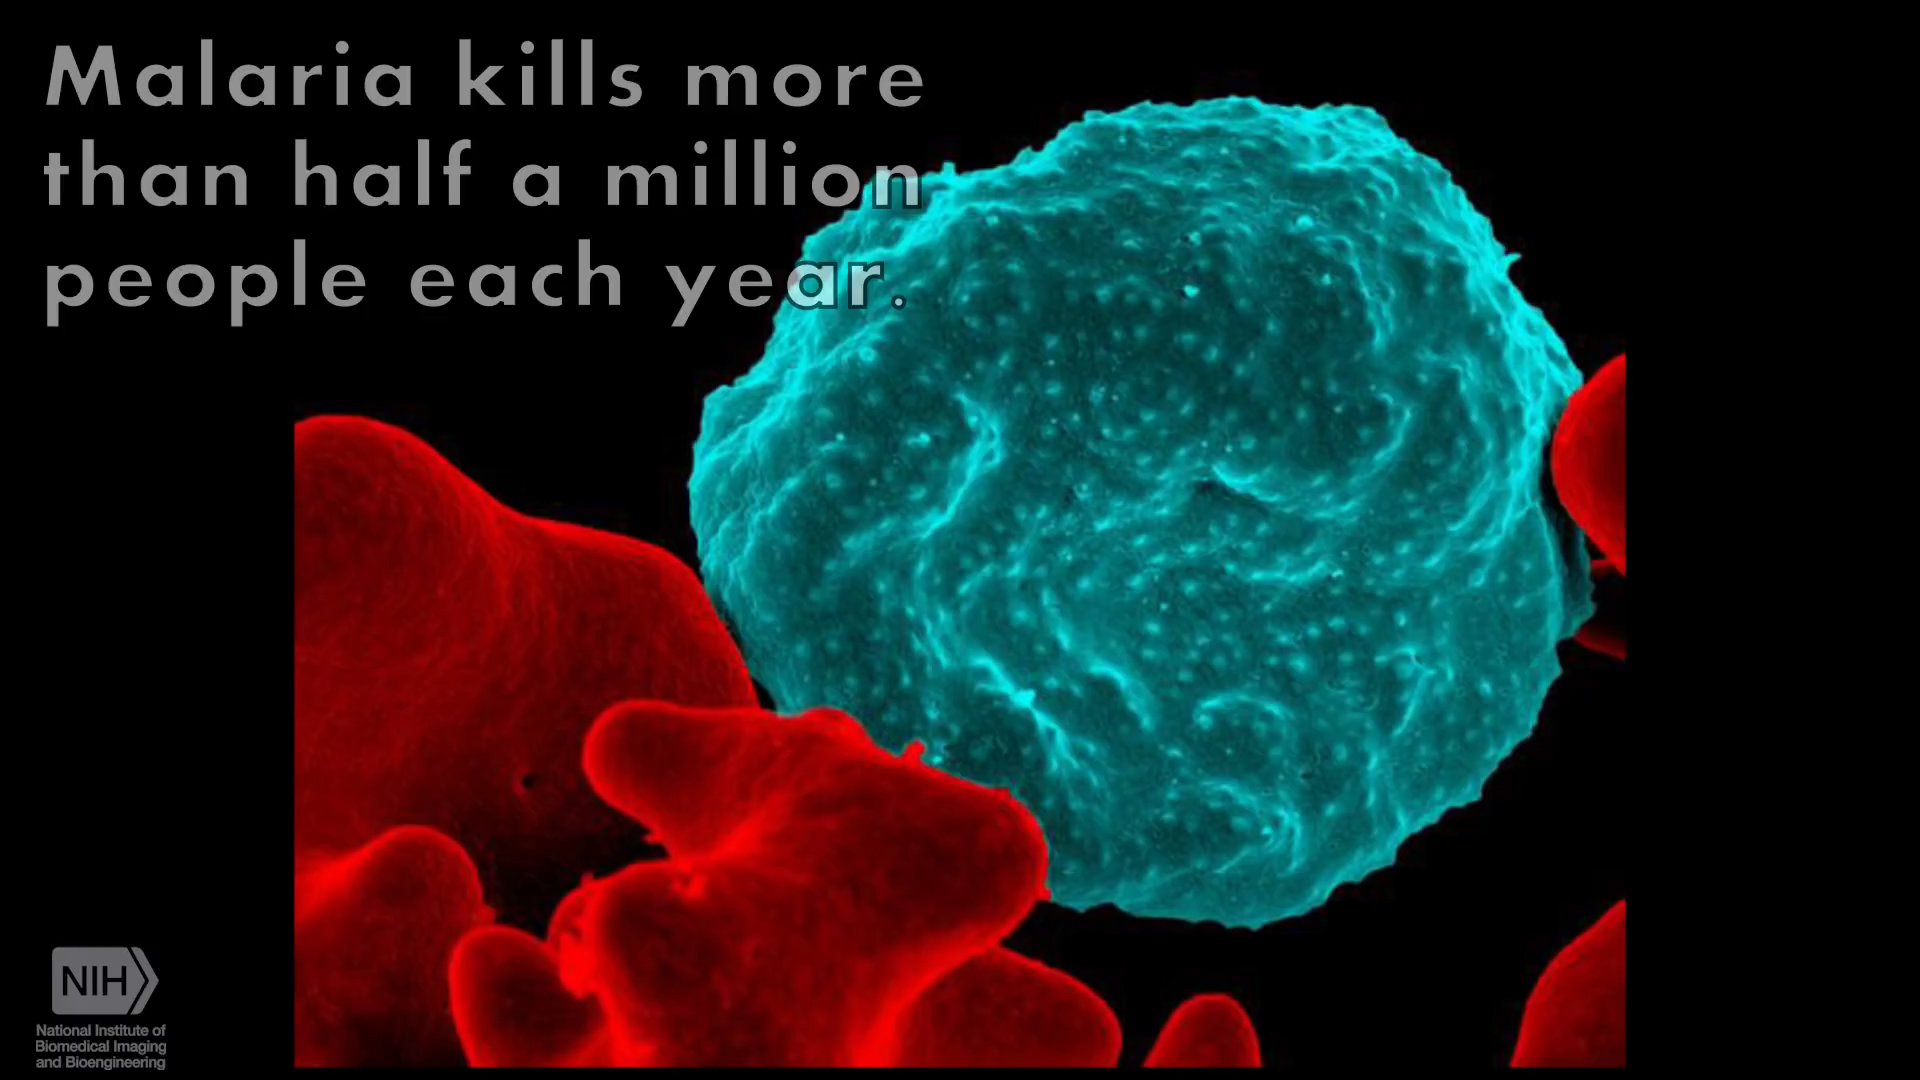 Malaria kills more
than half a million
people each year.
NIH
National Institute of
Biomedical Imaging
and Bioengineering